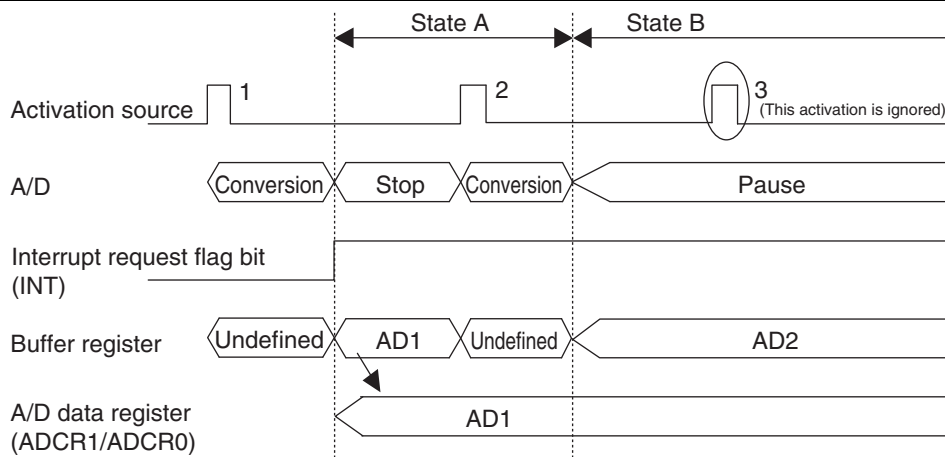 State A State B
Activation source 1 2 3
(This activation is ignored)
A/D Conversion Stop Conversion Pause
Interrupt request flag bit
(INT)
Buffer register Undefined AD1 Undefined AD2
A/D data register
(ADCR1/ADCR0) AD1